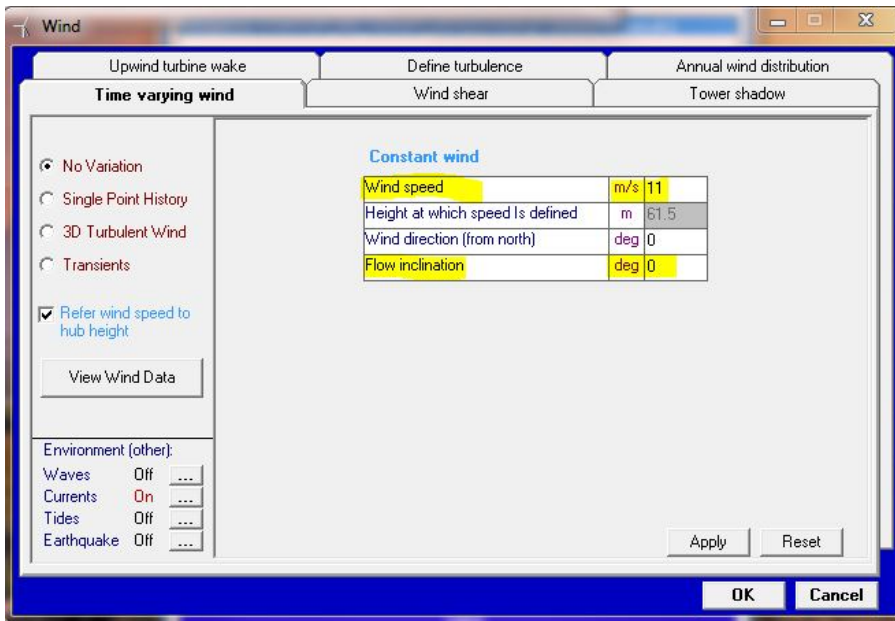 Wind
Upwind turbine wake
Define turbulence
Annual wind distribution
Time varying wind
Wind shear
Tower shadow
No Variation
Single Point History
3D Turbulent Wind
Transients
Refer wind speed to
hub height
View Wind Data
Environment (other):
Waves Off ...
Currents On ...
Tides Off ...
Earthquake Off ...
Constant wind
Wind speed m/s 11
Height at which speed Is defined m 61.5
Wind direction (from north) deg 0
Flow inclination deg 0
Apply
Reset
OK
Cancel